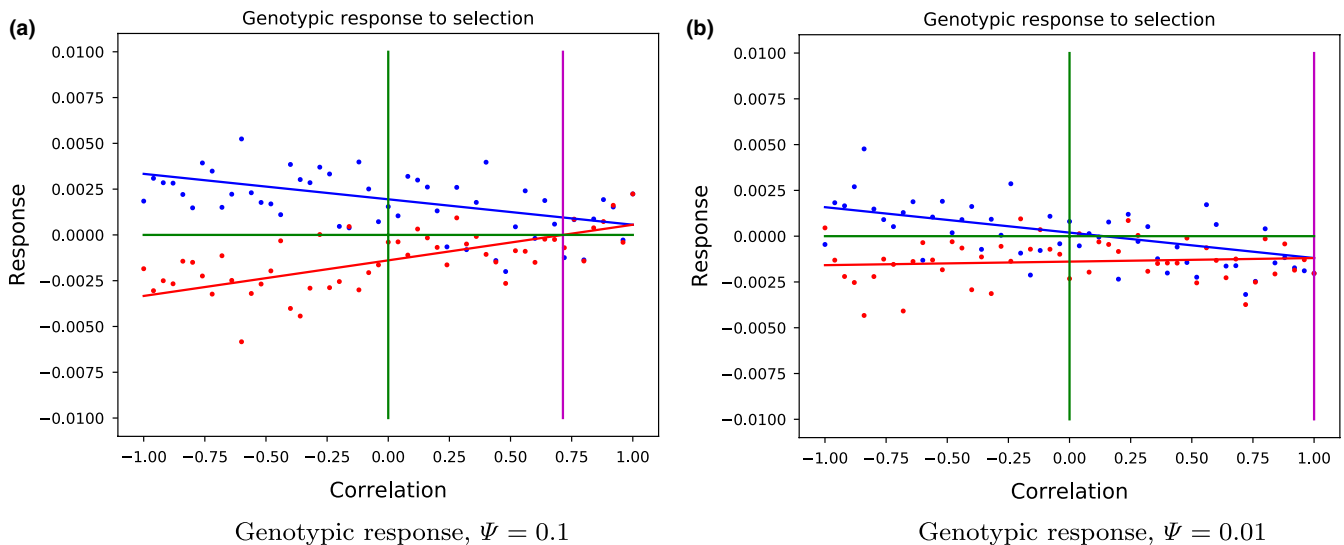 Genotypic response to selection
(a)
0.0100
0.0075
0.0050
0.0025
0.0000
−0.0025
−0.0050
−0.0075
−0.0100
Response
−1.00 −0.75 −0.50 −0.25 0.00 0.25 0.50 0.75 1.00
Correlation
Genotypic response, Ψ = 0.1
Genotypic response to selection
(b)
0.0100
0.0075
0.0050
0.0025
0.0000
−0.0025
−0.0050
−0.0075
−0.0100
Response
−1.00 −0.75 −0.50 −0.25 0.00 0.25 0.50 0.75 1.00
Correlation
Genotypic response, Ψ = 0.01